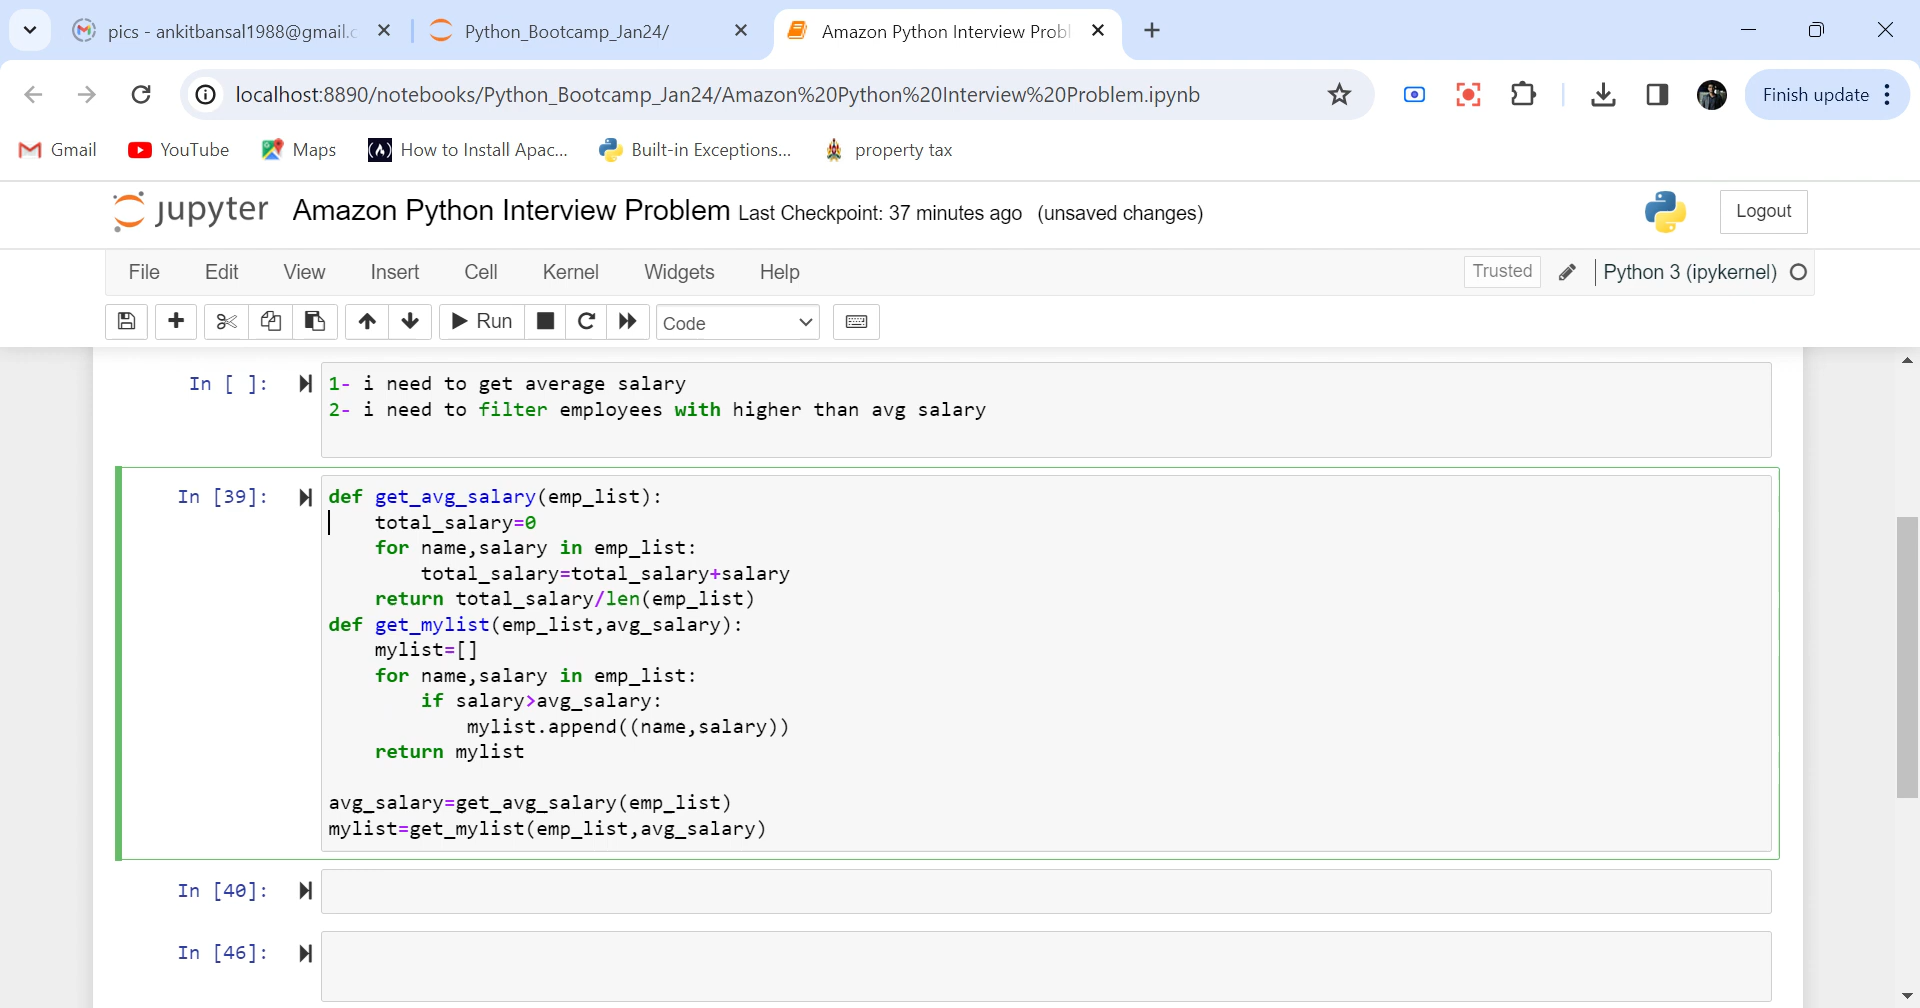 pics - ankitbansal1988@gmail.c
Python_Bootcamp_Jan24/
Amazon Python Interview Probl
localhost:8890/notebooks/Python_Bootcamp_Jan24/Amazon%20Python%20Interview%20Problem.ipynb
Finish update
Gmail
YouTube
Maps
How to Install Apac...
Built-in Exceptions...
property tax
jupyter Amazon Python Interview Problem Last Checkpoint: 37 minutes ago (unsaved changes)
Logout
File Edit View Insert Cell Kernel Widgets Help
Trusted
Python 3 (ipykernel)
Run
Code
In [ ]:
1- i need to get average salary
2- i need to filter employees with higher than avg salary
In [39]:
def get_avg_salary(emp_list):
    total_salary=0
    for name,salary in emp_list:
        total_salary=total_salary+salary
    return total_salary/len(emp_list)
def get_mylist(emp_list,avg_salary):
    mylist=[]
    for name,salary in emp_list:
        if salary>avg_salary:
            mylist.append((name,salary))
    return mylist
avg_salary=get_avg_salary(emp_list)
mylist=get_mylist(emp_list,avg_salary)
In [40]:
In [46]: